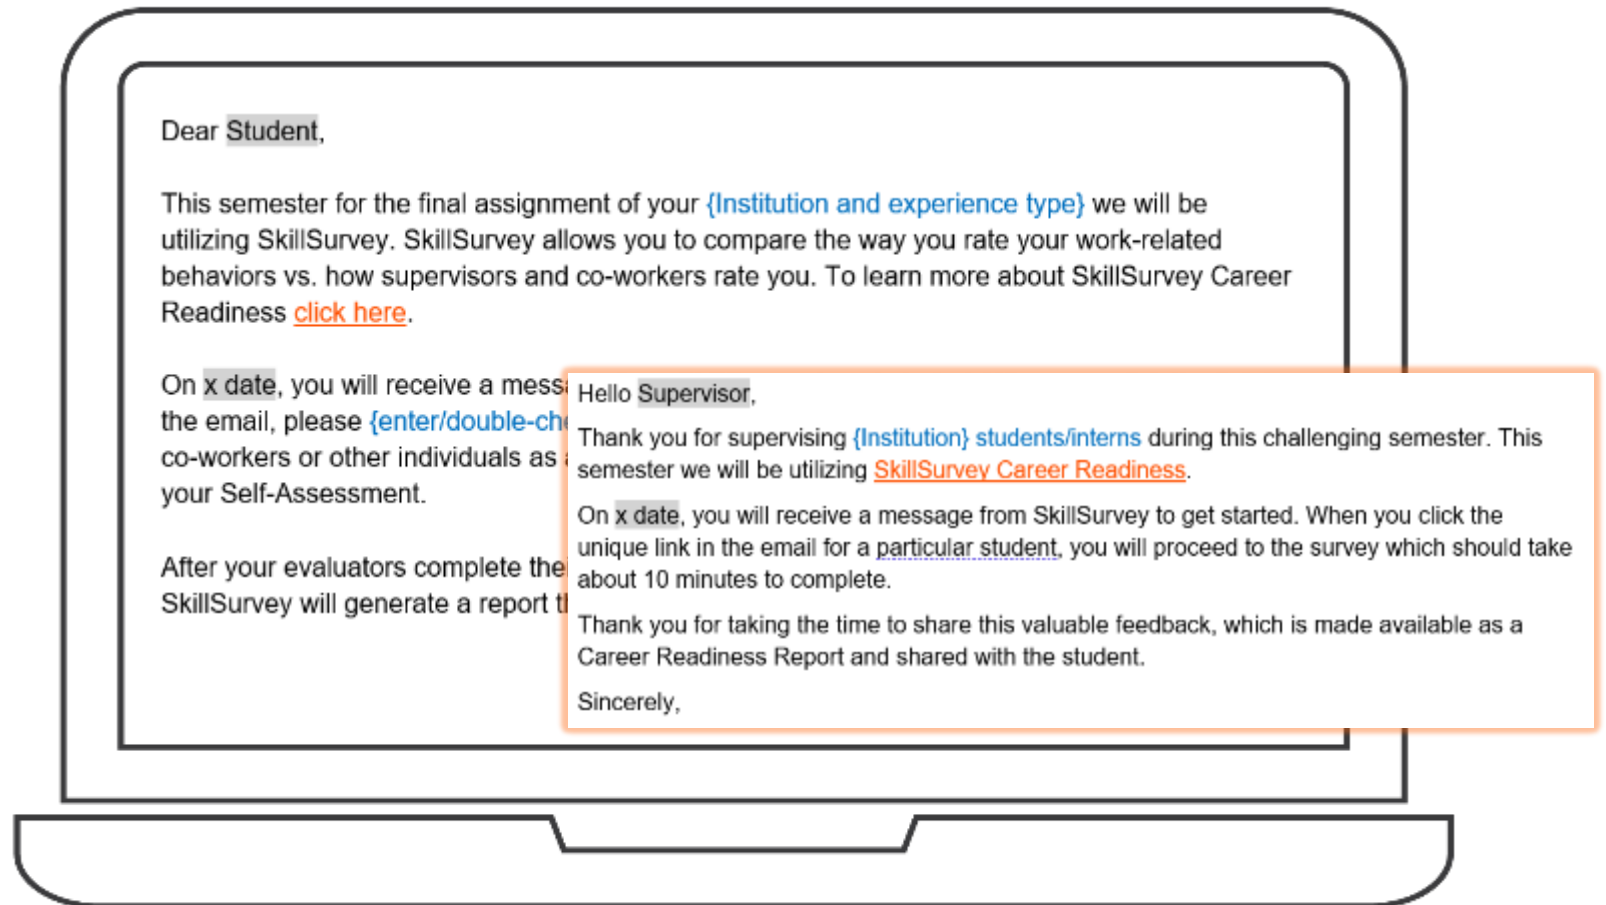 Dear Student,
This semester for the final assignment of your {Institution and experience type} we will be
utilizing SkillSurvey. SkillSurvey allows you to compare the way you rate your work-related
behaviors vs. how supervisors and co-workers rate you. To learn more about SkillSurvey Career
Readiness click here.
On x date, you will receive a mess
the email, please {enter/double-ch
co-workers or other individuals as
your Self-Assessment.
After your evaluators complete thei
SkillSurvey will generate a report t
Hello Supervisor,
Thank you for supervising {Institution} students/interns during this challenging semester. This
semester we will be utilizing SkillSurvey Career Readiness.
On x date, you will receive a message from SkillSurvey to get started. When you click the
unique link in the email for a particular student, you will proceed to the survey which should take
about 10 minutes to complete.
Thank you for taking the time to share this valuable feedback, which is made available as a
Career Readiness Report and shared with the student.
Sincerely,